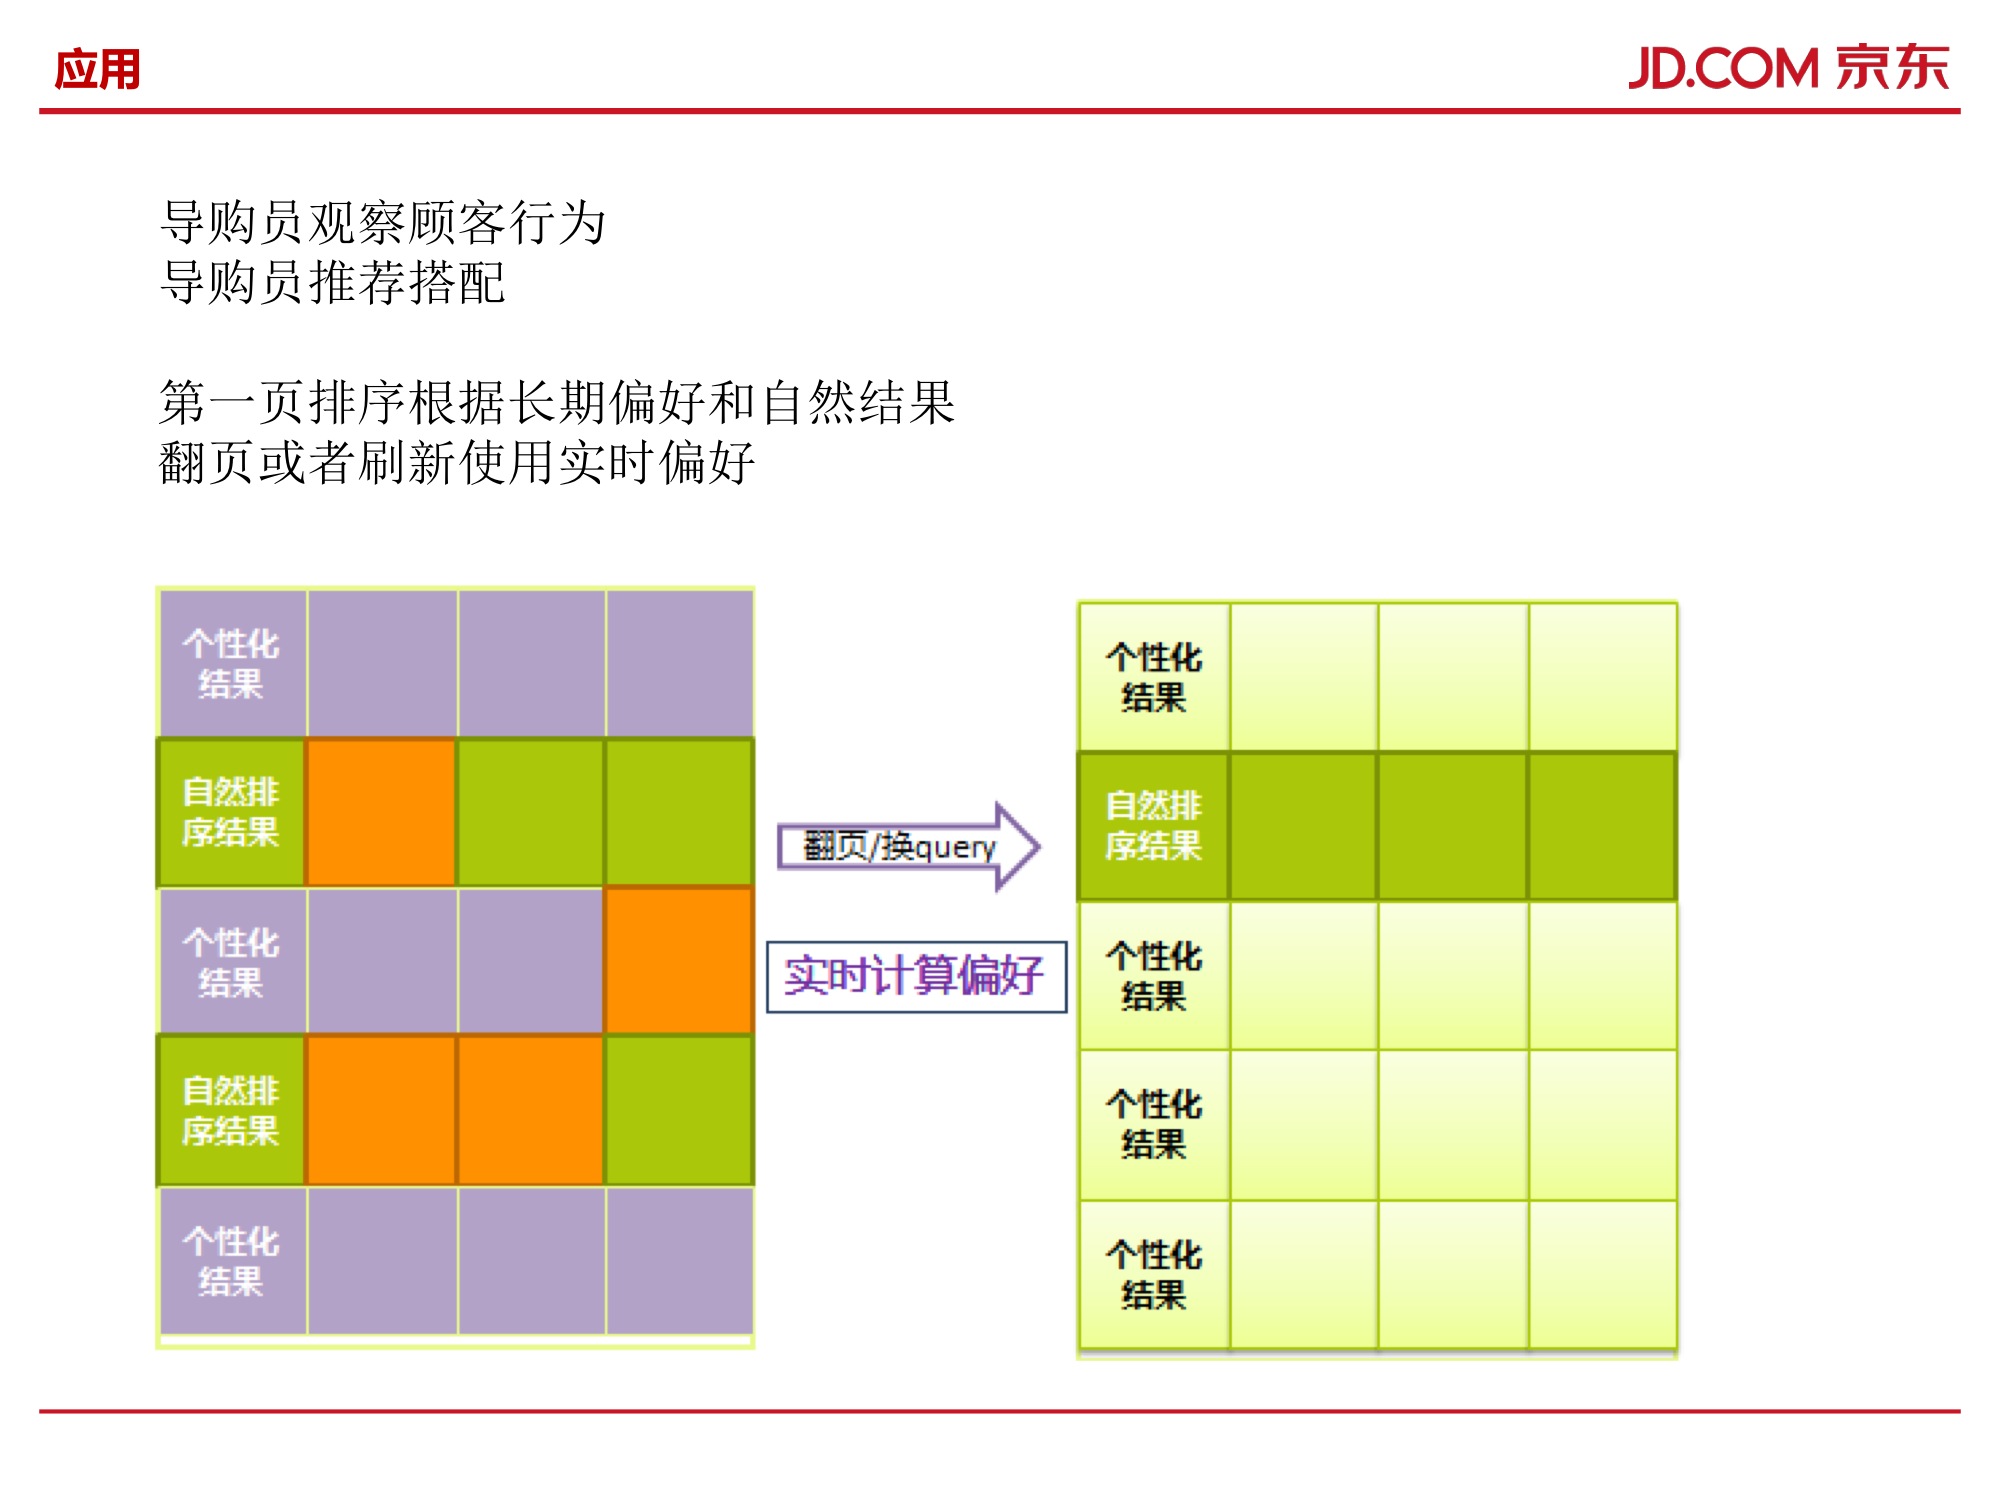 应用
JD.COM 京东
导购员观察顾客行为
导购员推荐搭配
第一页排序根据长期偏好和自然结果
翻页或者刷新使用实时偏好
个性化
结果
自然排
序结果
个性化
结果
自然排
序结果
个性化
结果
翻页/换query
实时计算偏好
个性化
结果
自然排
序结果
个性化
结果
个性化
结果
个性化
结果